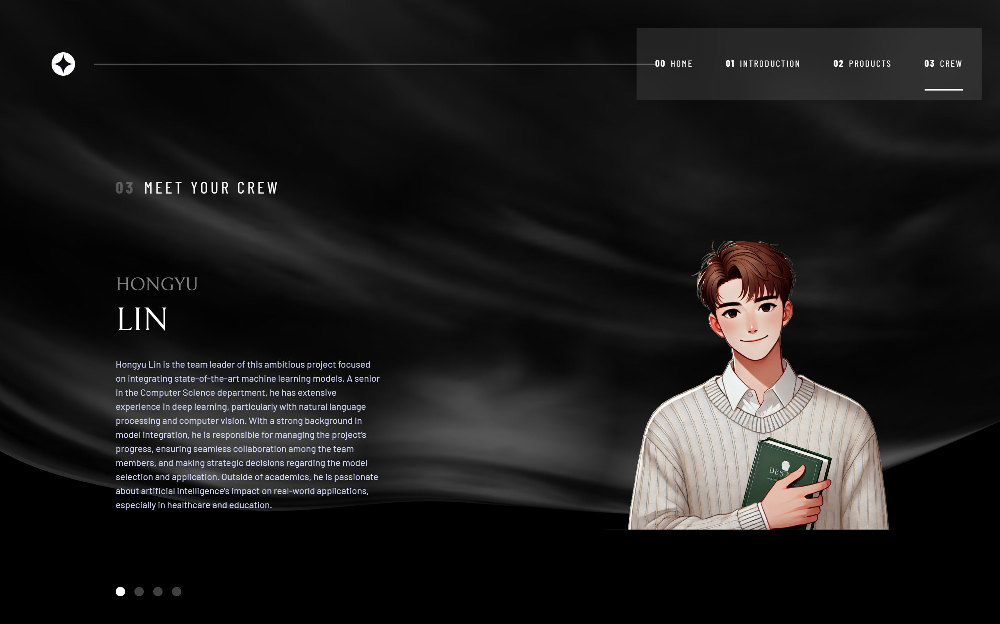 00 HOME 01 INTRODUCTION 02 PRODUCTS 03 CREW
03 MEET YOUR CREW
HONGYU
LIN
Hongyu Lin is the team leader of this ambitious project focused
on integrating state-of-the-art machine learning models. A senior
in the Computer Science department, he has extensive
experience in deep learning, particularly with natural language
processing and computer vision. With a strong background in
model integration, he is responsible for managing the project’s
progress, ensuring seamless collaboration among the team
members, and making strategic decisions regarding the model
selection and application. Outside of academics, he is passionate
about artificial intelligence's impact on real-world applications,
especially in healthcare and education.
DES